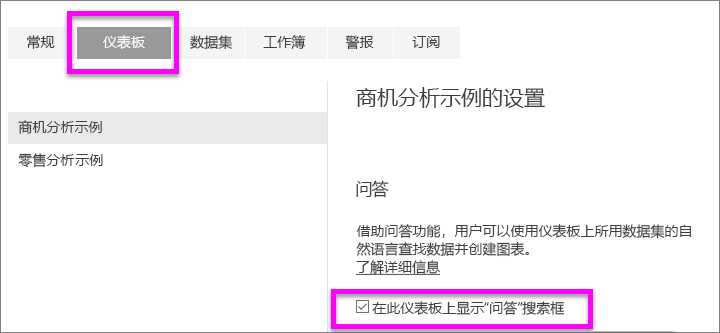 常规 仪表板 数据集 工作簿 警报 订阅
商机分析示例的设置
商机分析示例
零售分析示例
问答
借助问答功能，用户可以使用仪表板上所用数据集的自
然语言查找数据并创建图表。
了解详细信息
在此仪表板上显示“问答”搜索框